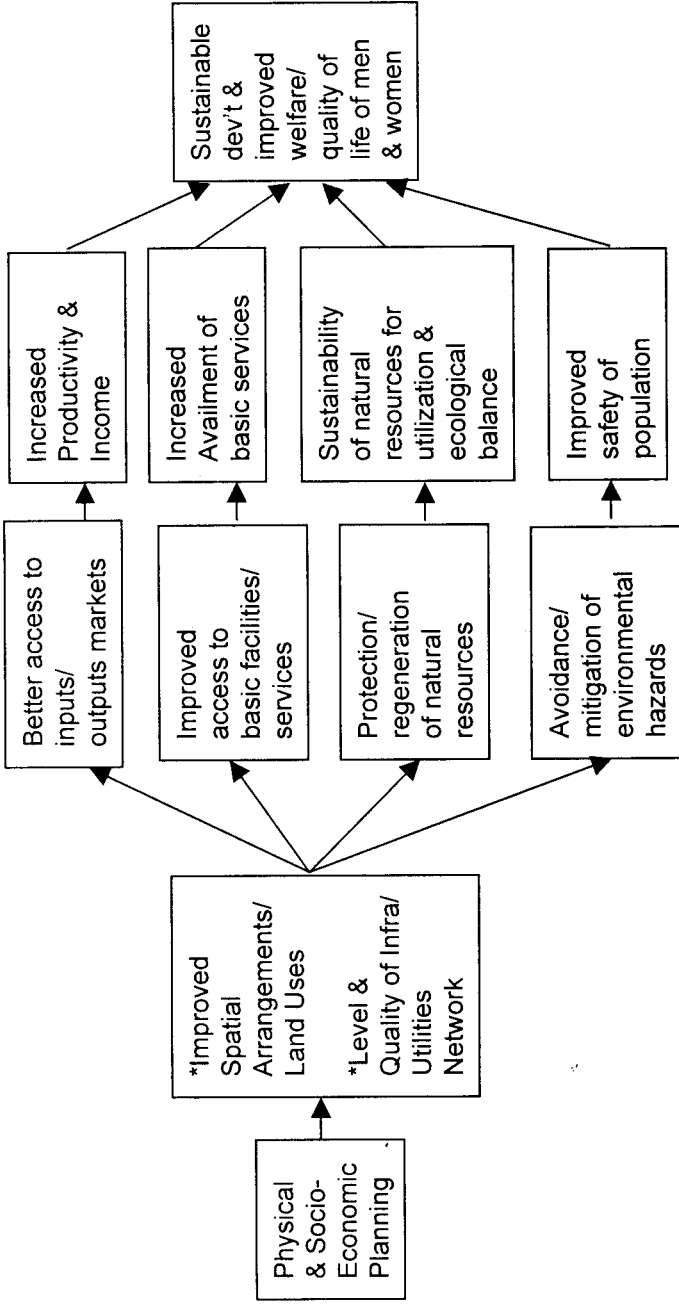 Physical
& Socio-
Economic
Planning
*Improved
Spatial
Arrangements/
Land Uses
*Level &
Quality of Infra/
Utilities
Network
Better access to
inputs/
outputs markets
Improved
access to
basic facilities/
services
Protection/
regeneration
of natural
resources
Avoidance/
mitigation of
environmental
hazards
Increased
Productivity &
Income
Increased
Availment of
basic services
Sustainability
of natural
resources for
utilization &
ecological
balance
Improved
safety of
population
Sustainable
dev't &
improved
welfare/
quality of
life of men
& women